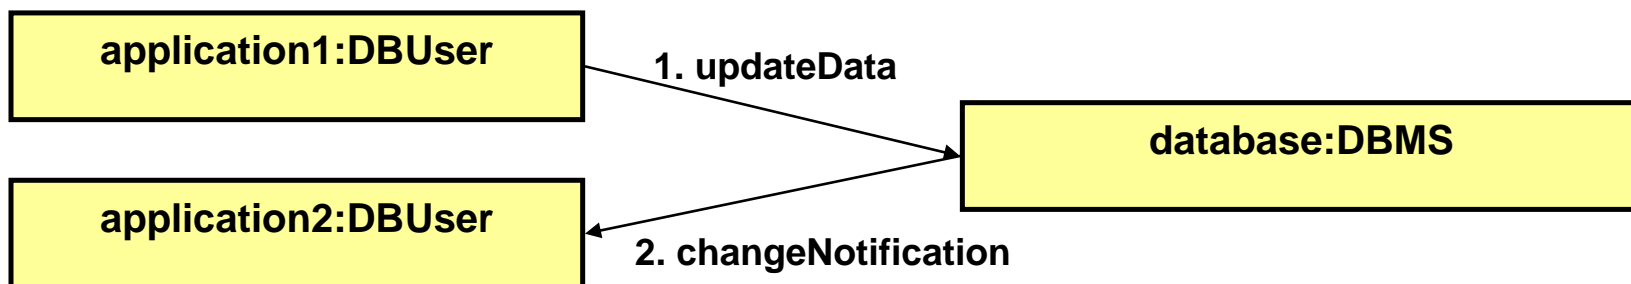 application1:DBUser
1. updateData
database:DBMS
application2:DBUser
2. changeNotification